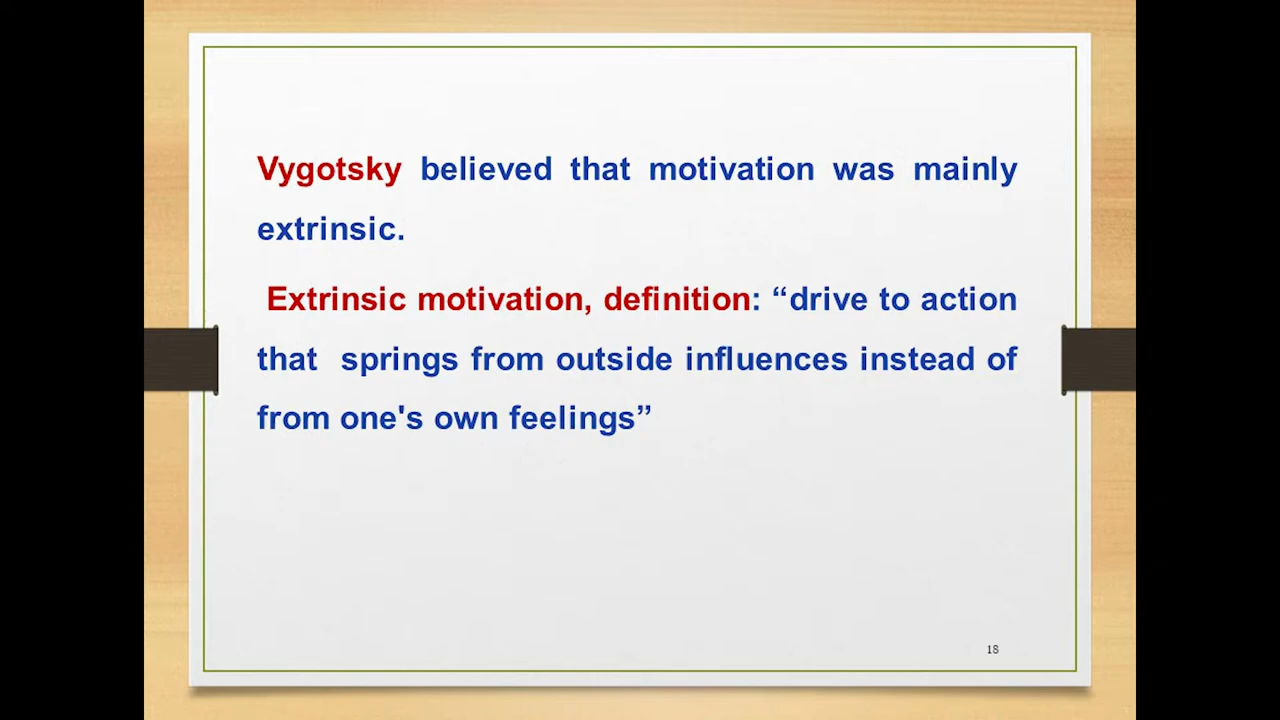 Vygotsky believed that motivation was mainly
extrinsic.
Extrinsic motivation, definition: “drive to action
that springs from outside influences instead of
from one's own feelings”
18